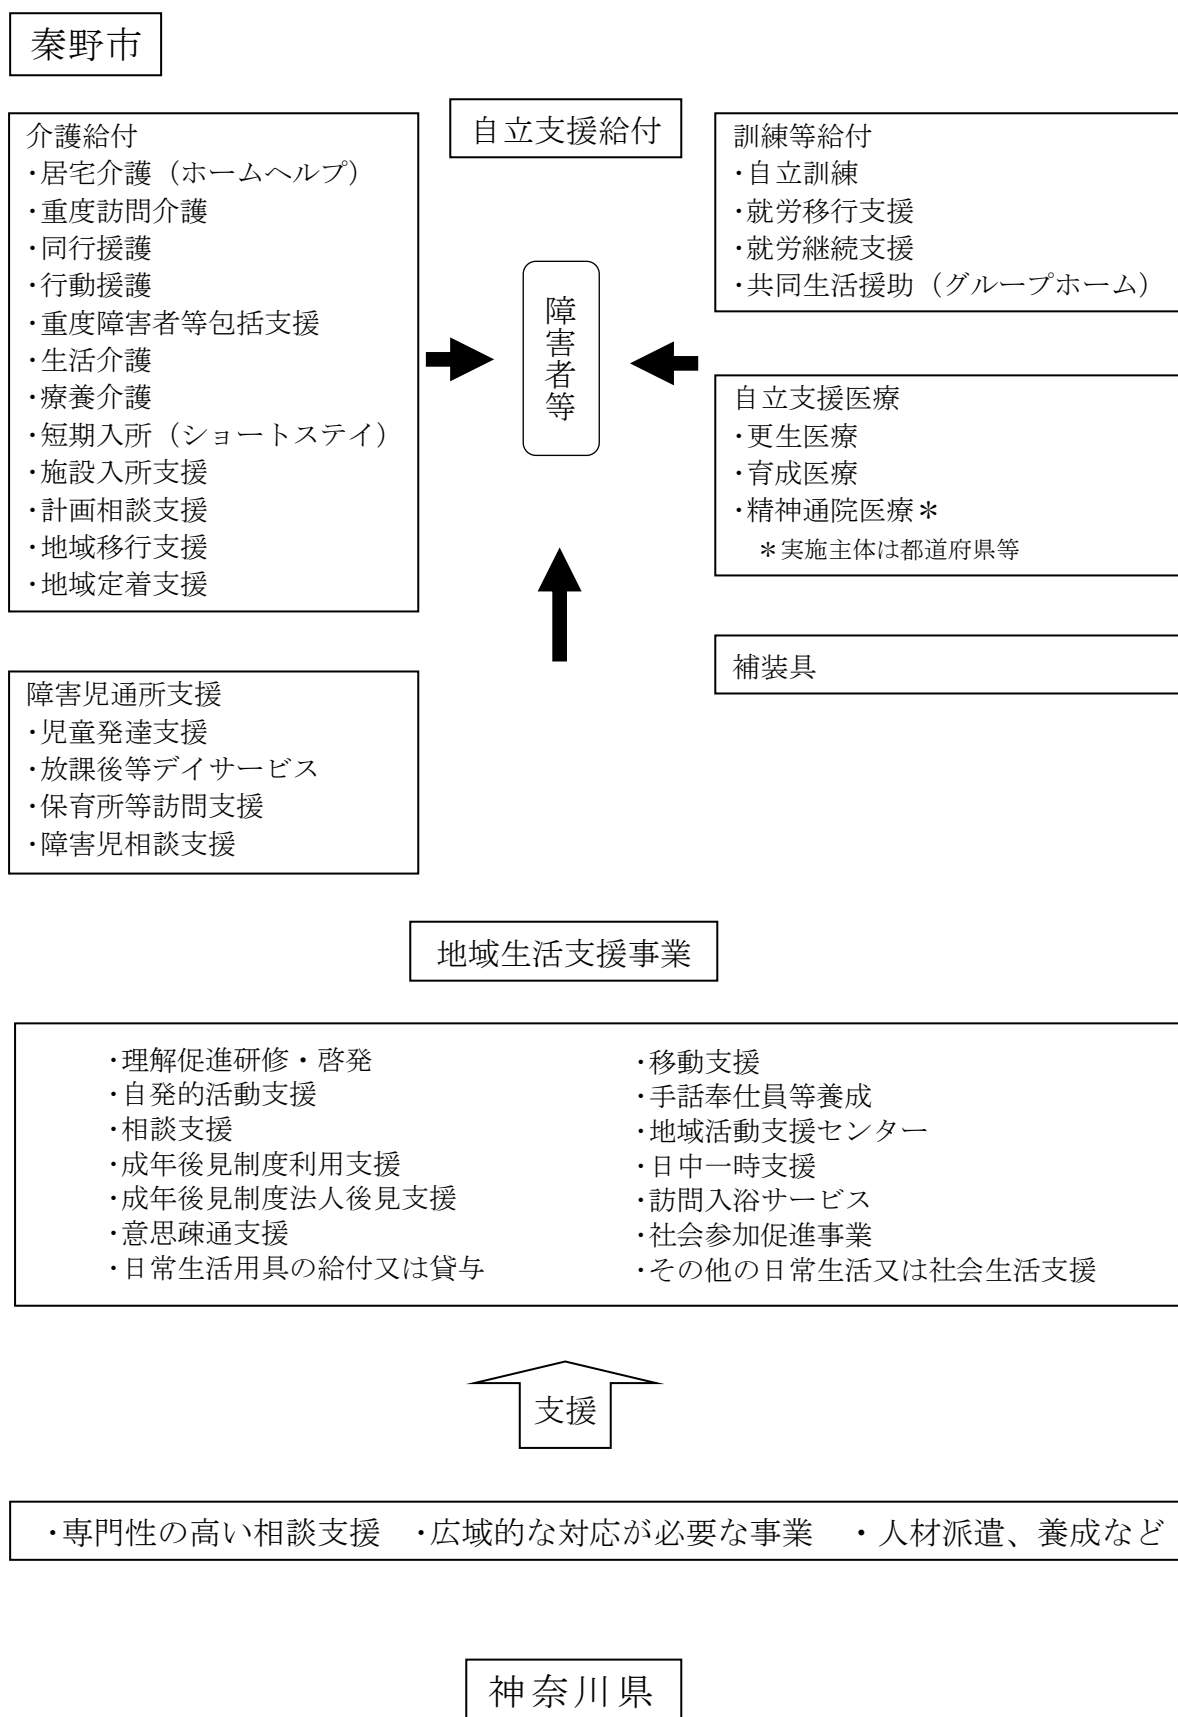 秦野市
自立支援給付
介護給付
・居宅介護（ホームヘルプ）
・重度訪問介護
・同行援護
・行動援護
・重度障害者等包括支援
・生活介護
・療養介護
・短期入所（ショートステイ）
・施設入所支援
・計画相談支援
・地域移行支援
・地域定着支援
障害者等
訓練等給付
・自立訓練
・就労移行支援
・就労継続支援
・共同生活援助（グループホーム）
自立支援医療
・更生医療
・育成医療
・精神通院医療＊
＊実施主体は都道府県等
補装具
障害児通所支援
・児童発達支援
・放課後等デイサービス
・保育所等訪問支援
・障害児相談支援
地域生活支援事業
・理解促進研修・啓発
・自発的活動支援
・相談支援
・成年後見制度利用支援
・成年後見制度法人後見支援
・意思疎通支援
・日常生活用具の給付又は貸与
・移動支援
・手話奉仕員等養成
・地域活動支援センター
・日中一時支援
・訪問入浴サービス
・社会参加促進事業
・その他の日常生活又は社会生活支援
支援
・専門性の高い相談支援　・広域的な対応が必要な事業　・人材派遣、養成など
神奈川県